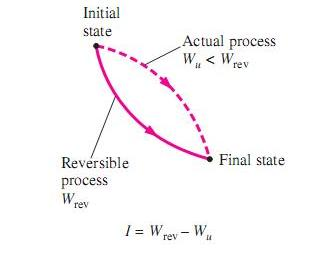 Initial
state
Actual process
W_u < W_rev
Reversible
process
W_rev
Final state
I = W_rev – W_u